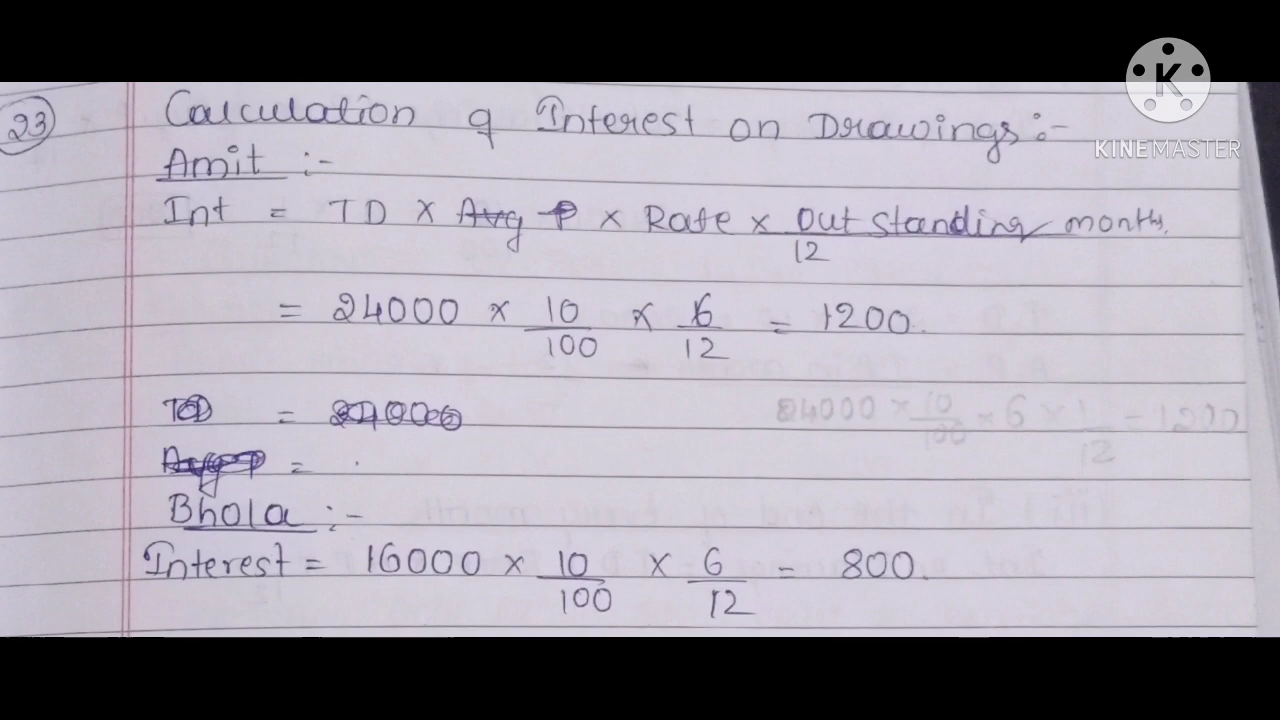 K
KINEMASTER
23
Calculation of Interest on Drawings:-
Amit :-
Int = TD × Avg P × Rate × Out Standing months.
12
= 24000 × 10/100 × 6/12 = 1200.
TD = 24000
24000 × 10/100 × 6 × 1/12 = 1200
Avg P =
Bhola :-
Interest = 16000 × 10/100 × 6/12 = 800.